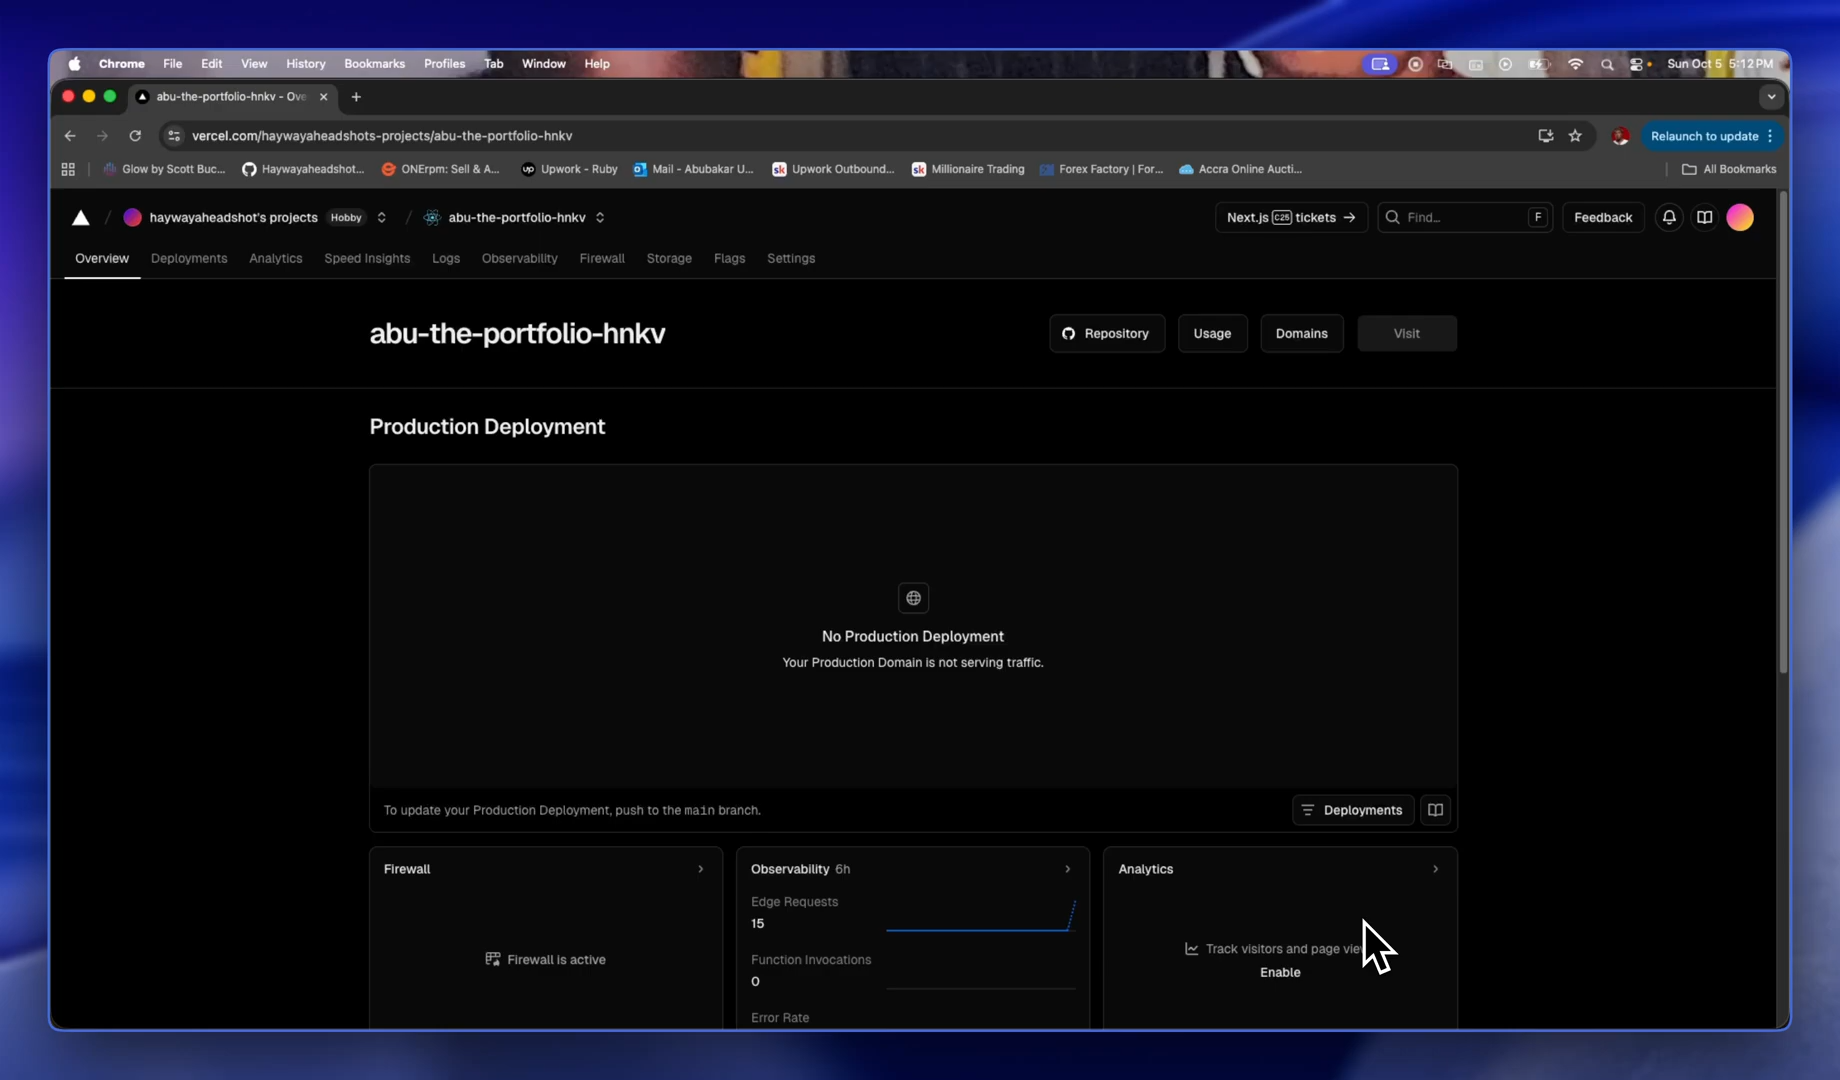 Chrome File Edit View History Bookmarks Profiles Tab Window Help Sun Oct 5 5:12 PM
abu-the-portfolio-hnkv - Ove
vercel.com/haywayaheadshots-projects/abu-the-portfolio-hnkv Relaunch to update
Glow by Scott Buc... Haywayaheadshot... ONErpm: Sell & A... up Upwork - Ruby Mail - Abubakar U... sk Upwork Outbound... sk Millionaire Trading Forex Factory | For... Accra Online Aucti... All Bookmarks
/ haywayaheadshot's projects Hobby / abu-the-portfolio-hnkv Next.js C25 tickets → Find... F Feedback
Overview Deployments Analytics Speed Insights Logs Observability Firewall Storage Flags Settings
abu-the-portfolio-hnkv Repository Usage Domains Visit
Production Deployment
No Production Deployment
Your Production Domain is not serving traffic.
To update your Production Deployment, push to the main branch. Deployments
Firewall
Firewall is active
Observability 6h
Edge Requests
15
Function Invocations
0
Error Rate
Analytics
Track visitors and page vie
Enable